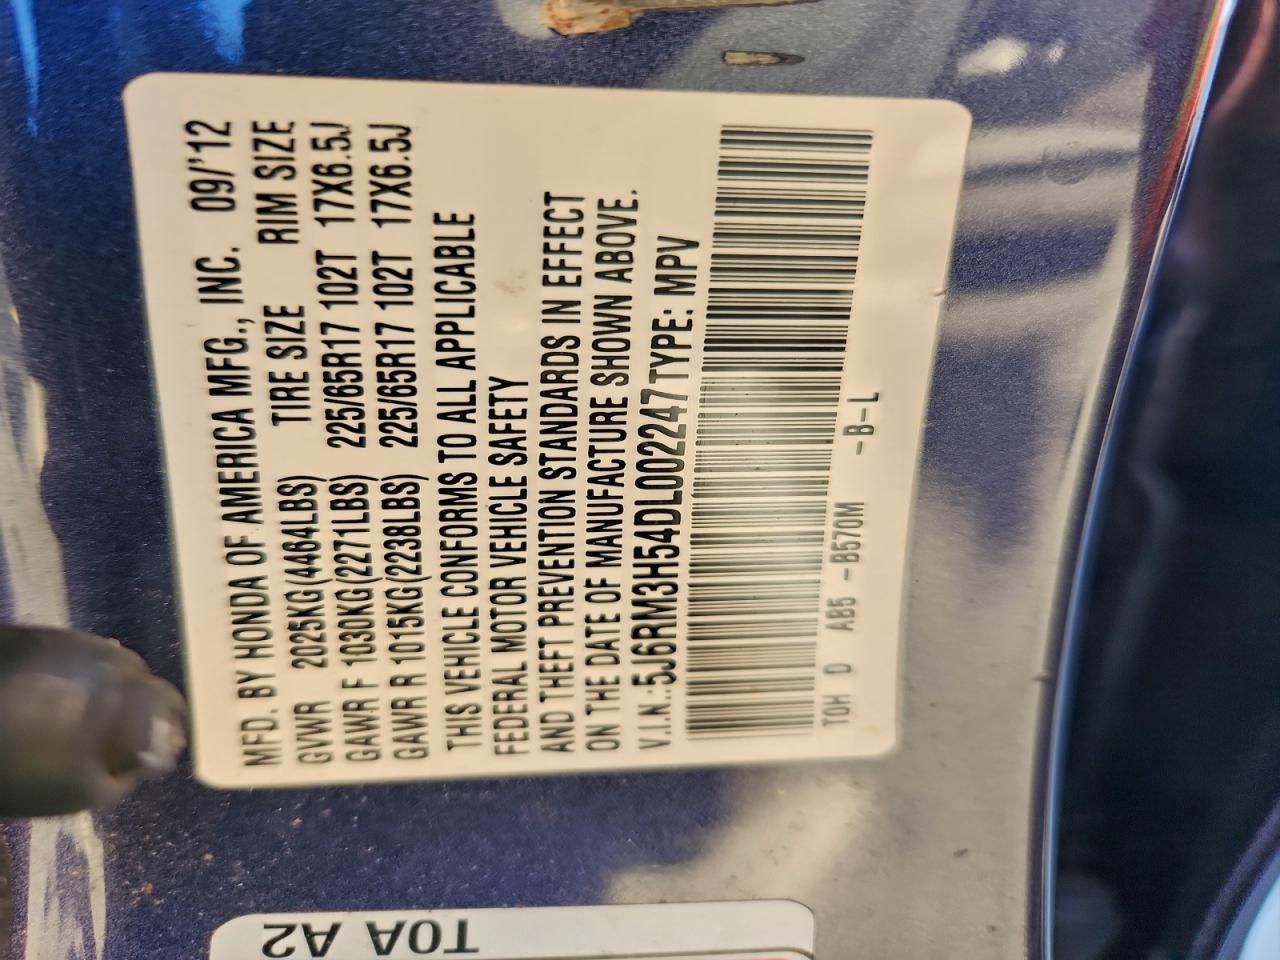 MFD. BY HONDA OF AMERICA MFG., INC. 09/'12
GVWR 2025KG(4464LBS) TIRE SIZE RIM SIZE
GAWR F 1030KG(2271LBS) 225/65R17 102T 17X6.5J
GAWR R 1015KG(2238LBS) 225/65R17 102T 17X6.5J
THIS VEHICLE CONFORMS TO ALL APPLICABLE
FEDERAL MOTOR VEHICLE SAFETY
AND THEFT PREVENTION STANDARDS IN EFFECT
ON THE DATE OF MANUFACTURE SHOWN ABOVE.
V.I.N.:5J6RM3H54DL002247 TYPE: MPV
T0H D AB5 -B570M -B-L
T0A A2